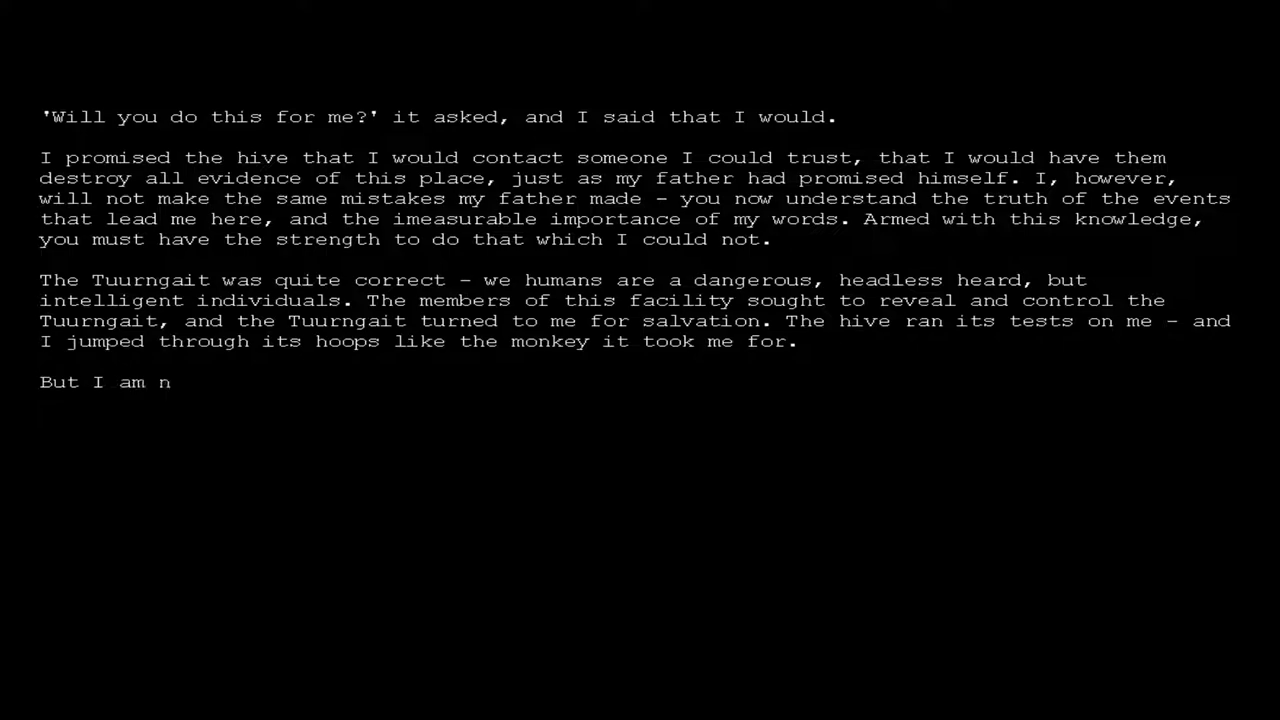 'Will you do this for me?' it asked, and I said that I would.
I promised the hive that I would contact someone I could trust, that I would have them
destroy all evidence of this place, just as my father had promised himself. I, however,
will not make the same mistakes my father made - you now understand the truth of the events
that lead me here, and the imeasurable importance of my words. Armed with this knowledge,
you must have the strength to do that which I could not.
The Tuurngait was quite correct - we humans are a dangerous, headless heard, but
intelligent individuals. The members of this facility sought to reveal and control the
Tuurngait, and the Tuurngait turned to me for salvation. The hive ran its tests on me - and
I jumped through its hoops like the monkey it took me for.
But I am n